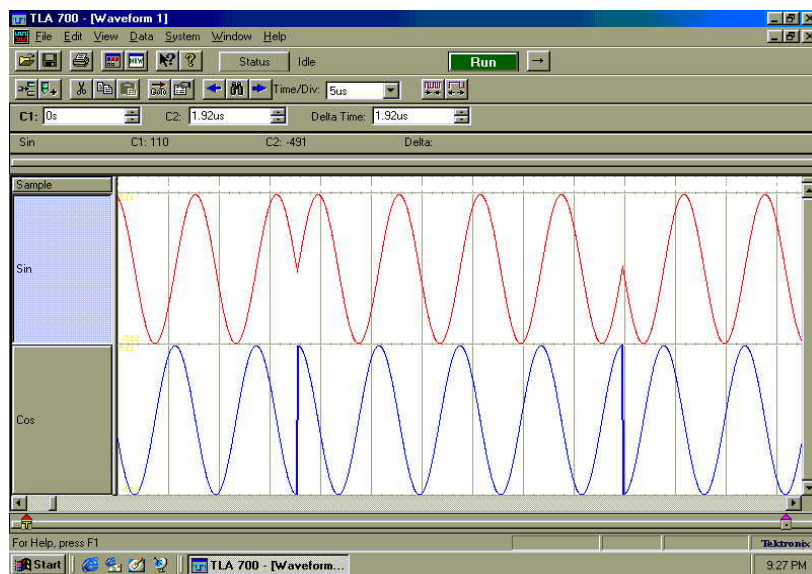 TLA 700 - [Waveform 1]
File Edit View Data System Window Help
Status Idle Run
Time/Div: 5us
C1: 0s C2: 1.92us Delta Time: 1.92us
Sin C1: 110 C2: -491 Delta:
Sample
Sin
Cos
For Help, press F1
Tektronix
Start TLA 700 - [Waveform... 9:27 PM